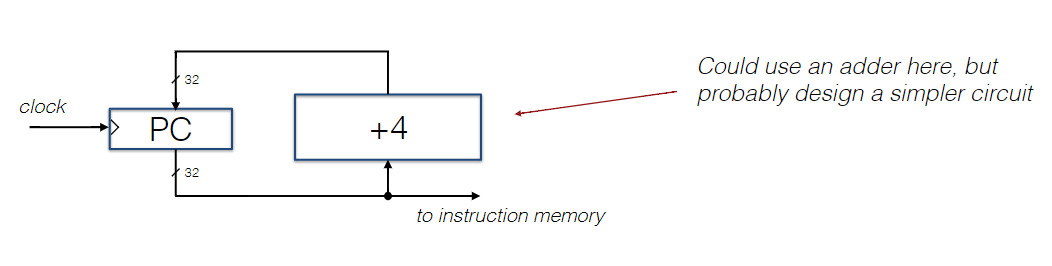 Could use an adder here, but
probably design a simpler circuit
32
clock
PC
+4
32
to instruction memory